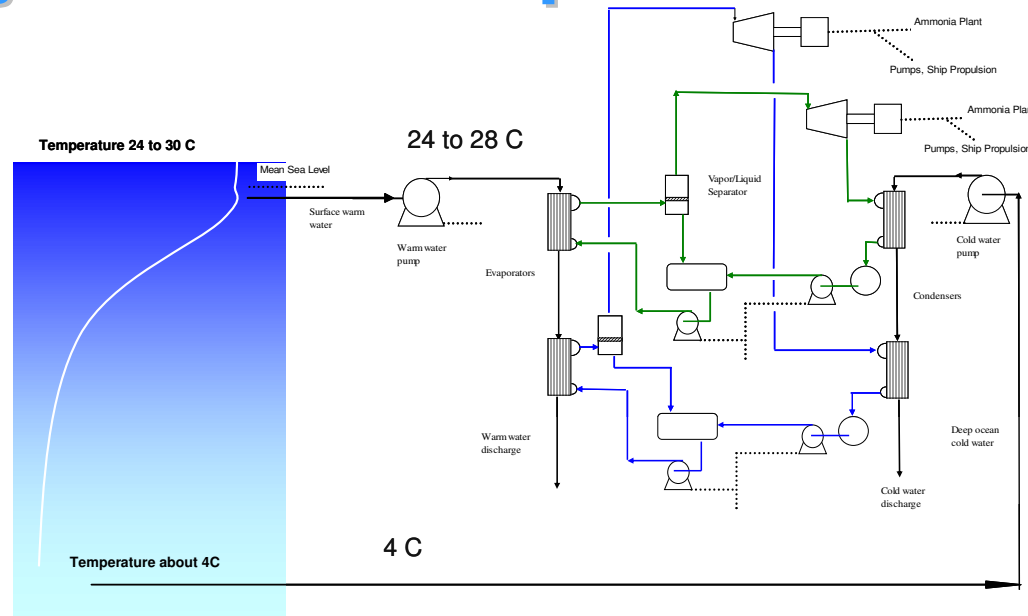 Ammonia Plant
Pumps, Ship Propulsion
Ammonia Plan
Pumps, Ship Propulsion
Temperature 24 to 30 C
24 to 28 C
Mean Sea Level
Surface warm
water
Warm water
pump
Vapor/Liquid
Separator
Evaporators
Cold water
pump
Condensers
Warm water
discharge
Deep ocean
cold water
Cold water
discharge
4 C
Temperature about 4C